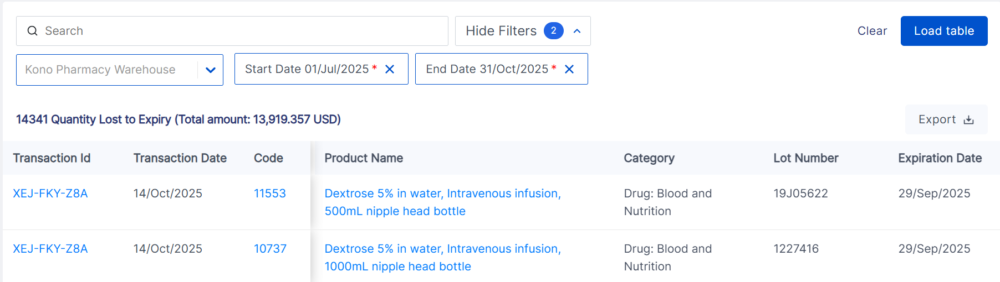 Search
Hide Filters 2
Clear
Load table
Kono Pharmacy Warehouse
Start Date 01/Jul/2025 *
End Date 31/Oct/2025 *
14341 Quantity Lost to Expiry (Total amount: 13,919.357 USD)
Export
Transaction Id Transaction Date Code Product Name Category Lot Number Expiration Date
XEJ-FKY-Z8A 14/Oct/2025 11553 Dextrose 5% in water, Intravenous infusion, Drug: Blood and 19J05622 29/Sep/2025
500mL nipple head bottle Nutrition
XEJ-FKY-Z8A 14/Oct/2025 10737 Dextrose 5% in water, Intravenous infusion, Drug: Blood and 1227416 29/Sep/2025
1000mL nipple head bottle Nutrition